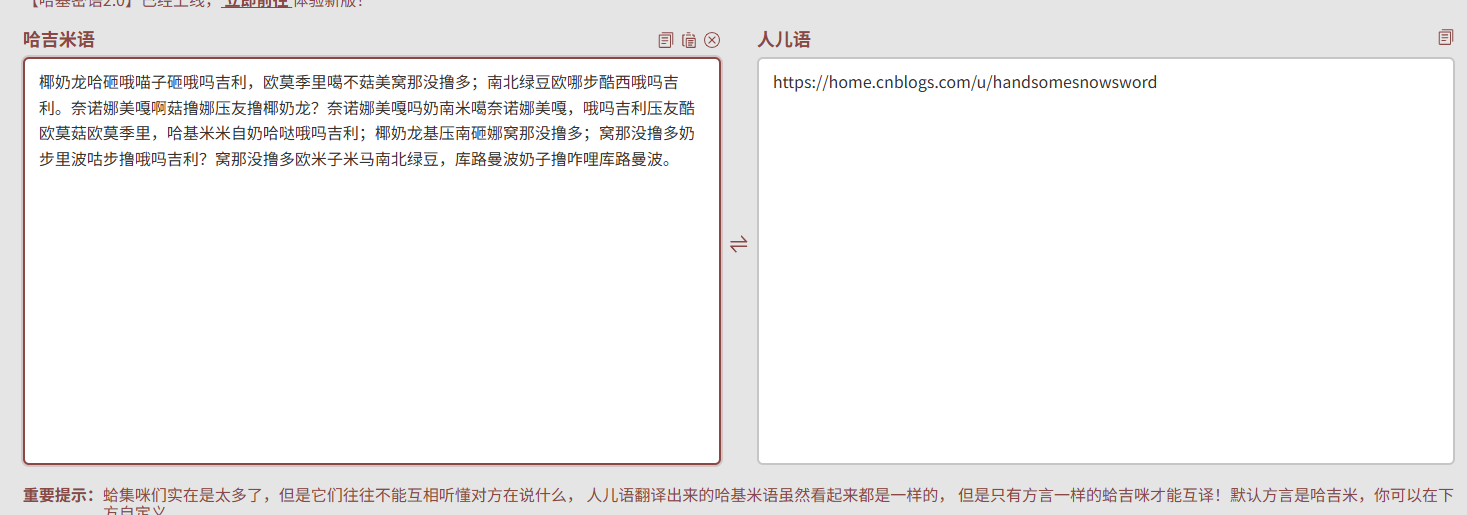 【哈基密语2.0】已经上线，立即前往 体验新版！
哈吉米语
椰奶龙哈砸哦喵子砸哦吗吉利，欧莫季里噶不菇美窝那没撸多；南北绿豆欧哪步酷西哦吗吉
利。奈诺娜美嘎啊菇撸娜压友撸椰奶龙？奈诺娜美嘎吗奶南米噶奈诺娜美嘎，哦吗吉利压友酷
欧莫菇欧莫季里，哈基米米自奶哈哒哦吗吉利；椰奶龙基压南砸娜窝那没撸多；窝那没撸多奶
步里波咕步撸哦吗吉利？窝那没撸多欧米子米马南北绿豆，库路曼波奶子撸咋哩库路曼波。
人儿语
https://home.cnblogs.com/u/handsomesnowsword
重要提示：蛤集咪们实在是太多了，但是它们往往不能互相听懂对方在说什么， 人儿语翻译出来的哈基米语虽然看起来都是一样的， 但是只有方言一样的蛤吉咪才能互译！默认方言是哈吉米，你可以在下
方自定义